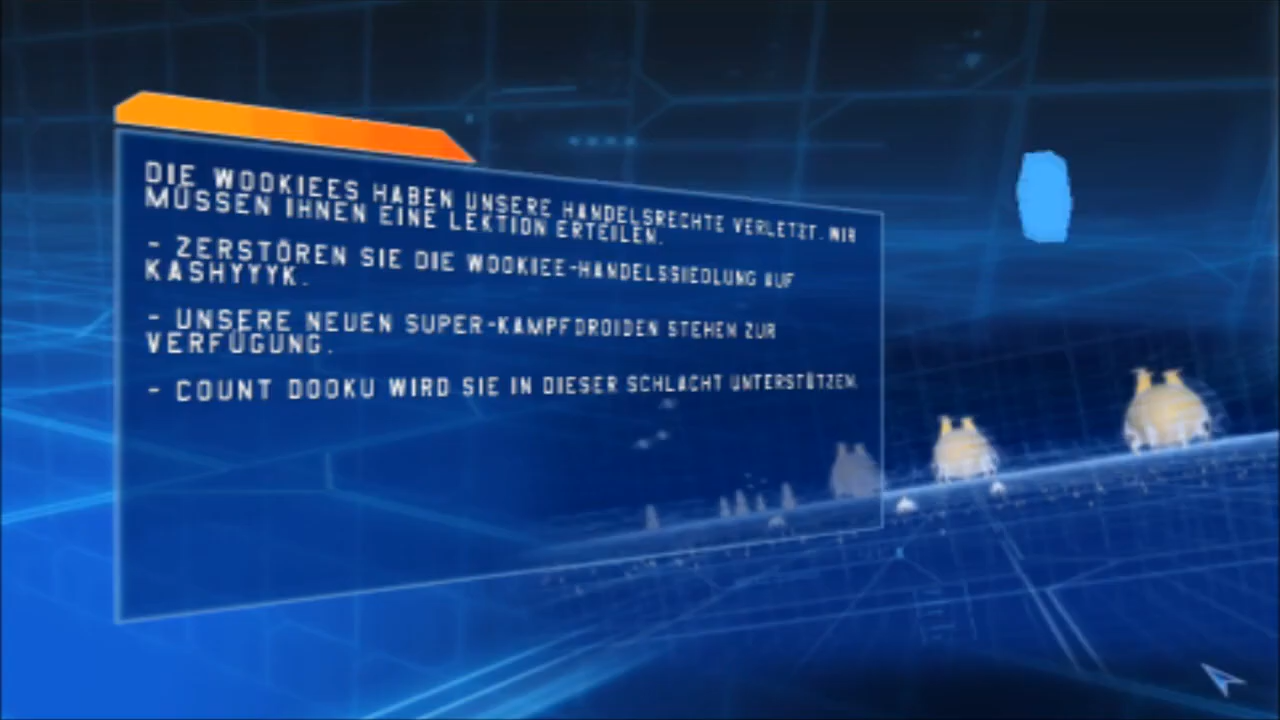 DIE WOOKIEES HABEN UNSERE HANDELSRECHTE VERLETZT. WIR
MÜSSEN IHNEN EINE LEKTION ERTEILEN.
- ZERSTÖREN SIE DIE WOOKIEE-HANDELSSIEDLUNG AUF
KASHYYYK.
- UNSERE NEUEN SUPER-KAMPFDROIDEN STEHEN ZUR
VERFÜGUNG.
- COUNT DOOKU WIRD SIE IN DIESER SCHLACHT UNTERSTÜTZEN.